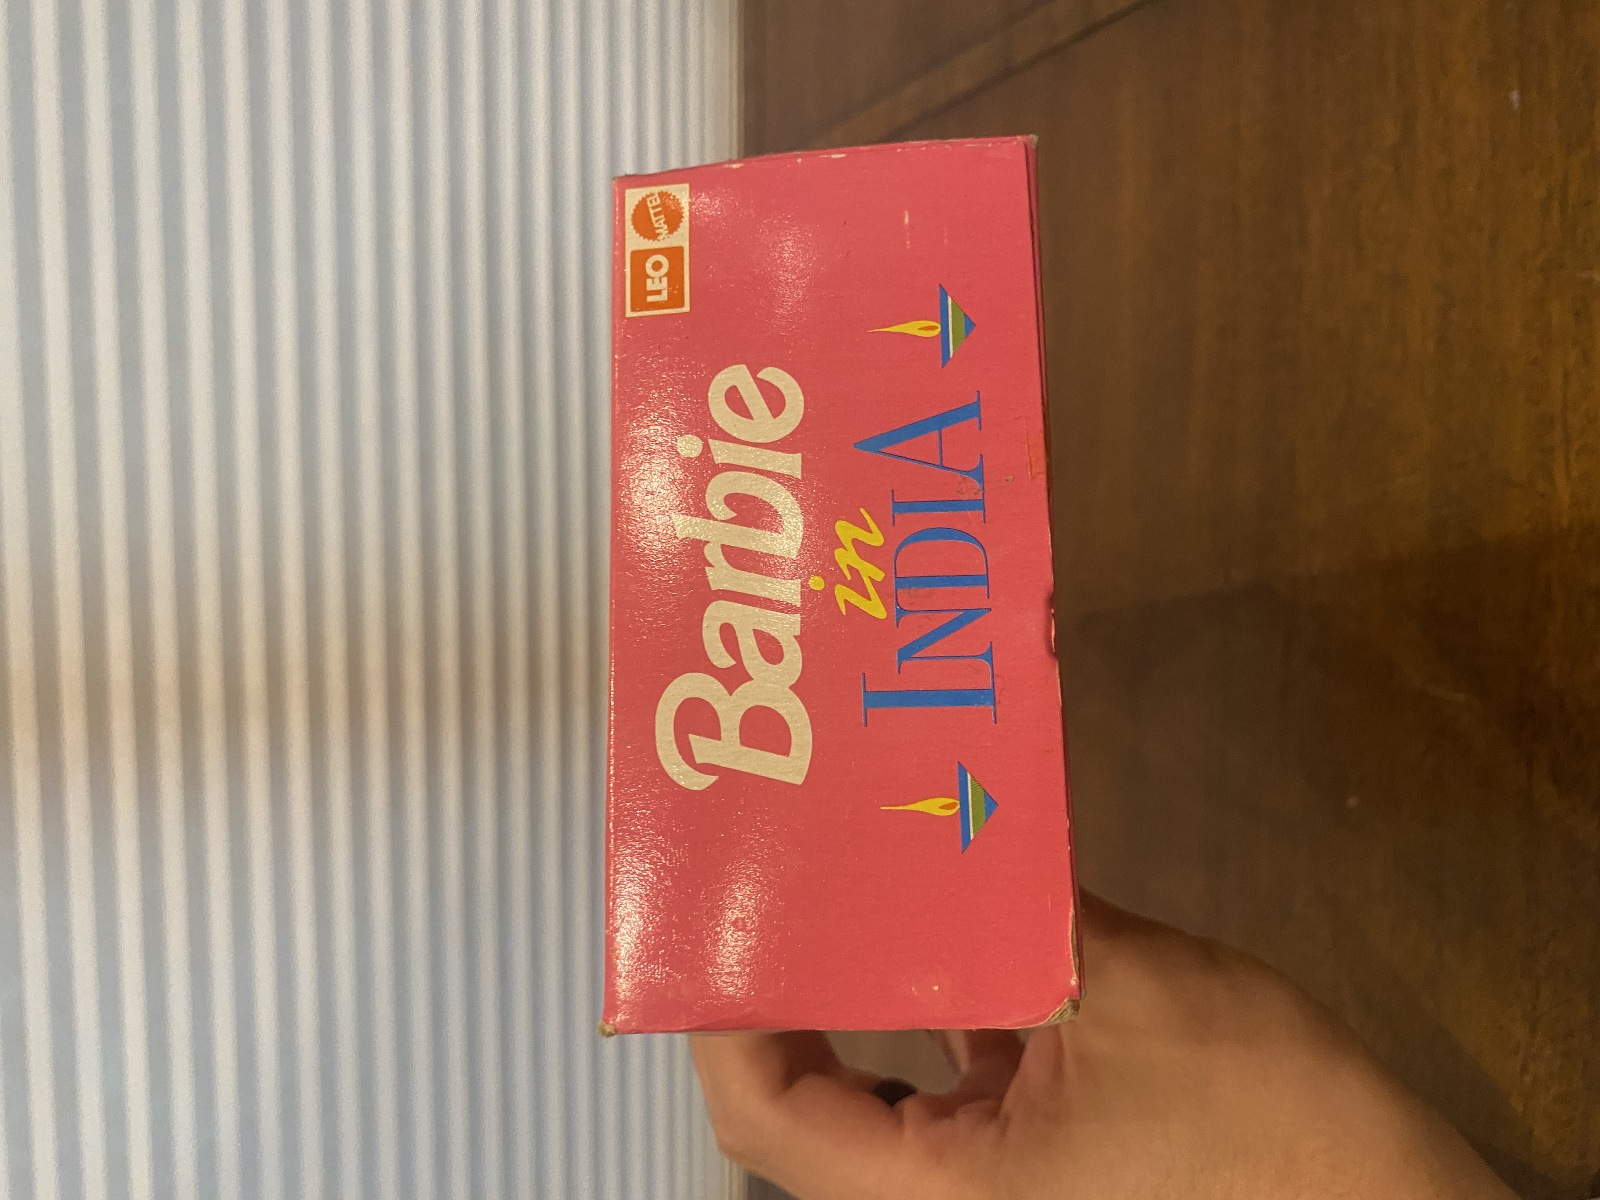 LEO MATTEL
Barbie
in
INDIA